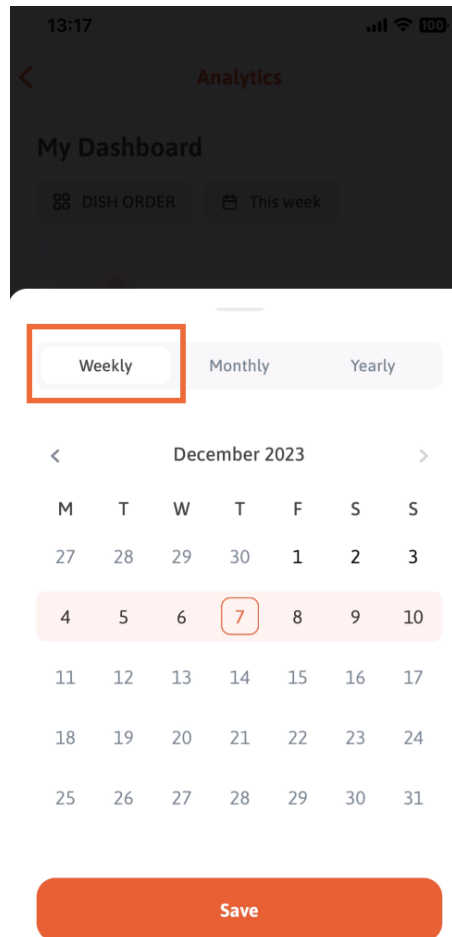 13:17 100
Analytics
My Dashboard
DISH ORDER This week
Weekly Monthly Yearly
< December 2023 >
M T W T F S S
27 28 29 30 1 2 3
4 5 6 7 8 9 10
11 12 13 14 15 16 17
18 19 20 21 22 23 24
25 26 27 28 29 30 31
Save